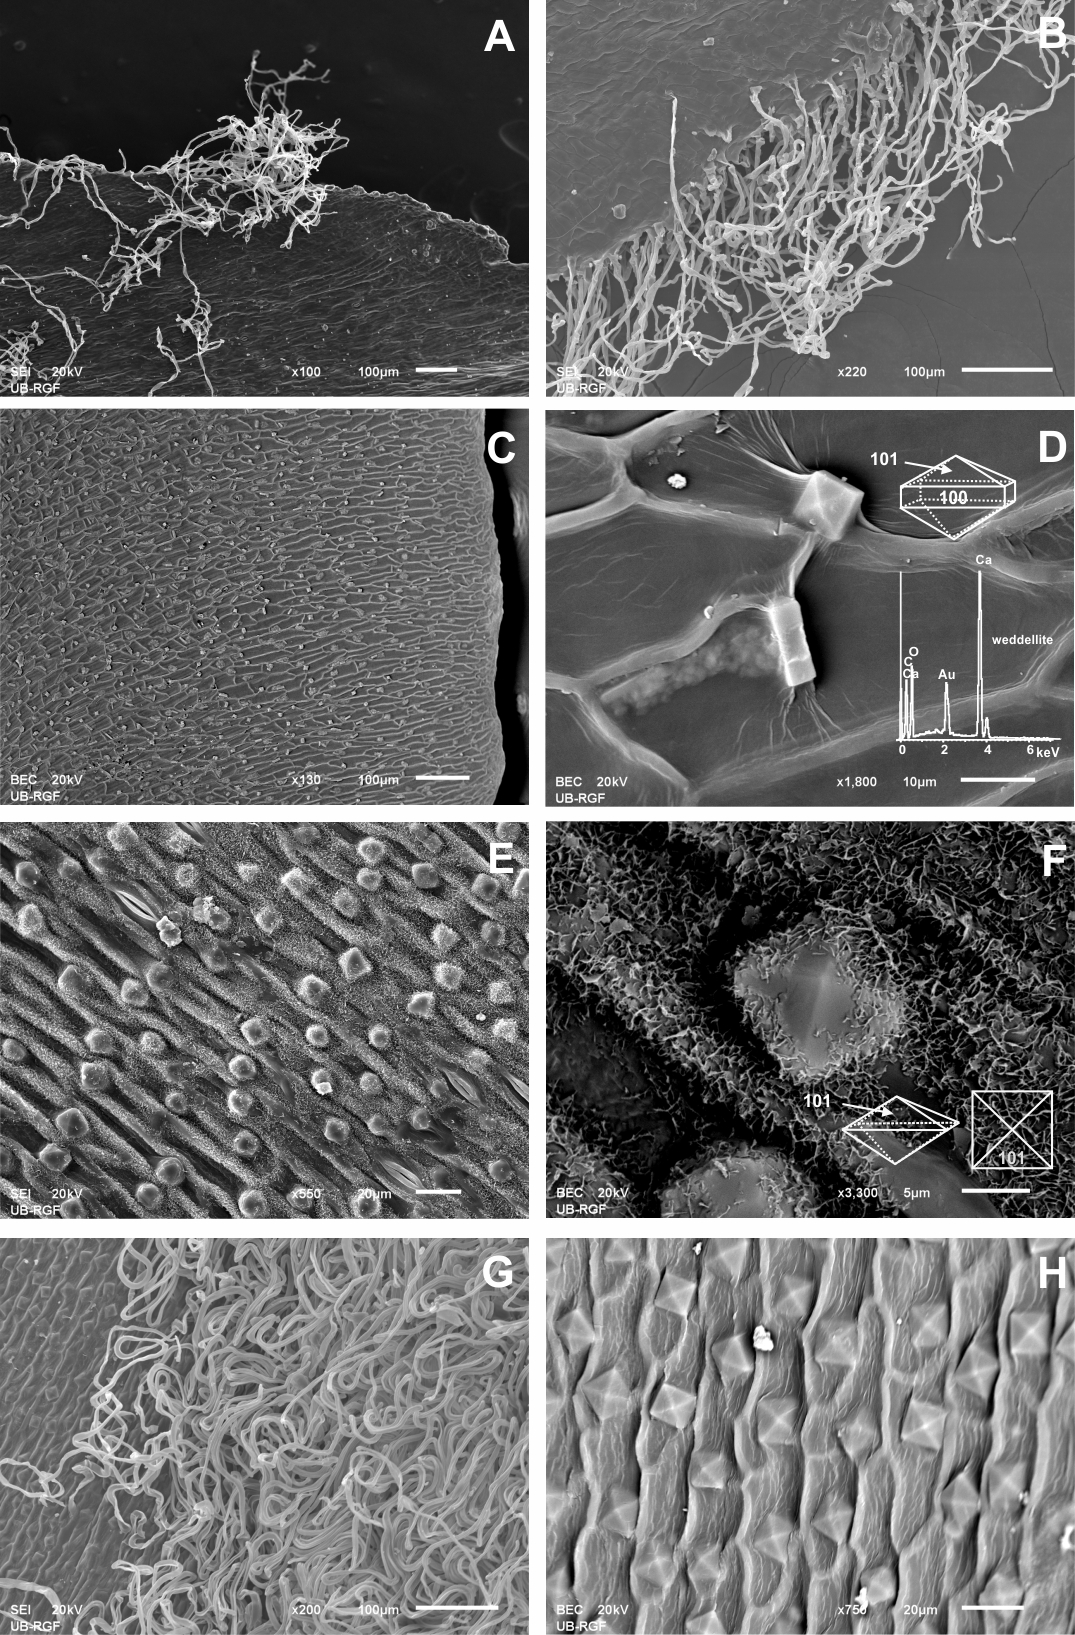 A
SEI 20kV x100 100µm
UB-RGF
B
SEI 20kV x220 100µm
UB-RGF
C
BEC 20kV x130 100µm
UB-RGF
D
101
100
Ca
weddellite
O
C
Ca Au
0 2 4 6 keV
BEC 20kV x1,800 10µm
UB-RGF
E
SEI 20kV x550 20µm
UB-RGF
F
101
101
BEC 20kV x3,300 5µm
UB-RGF
G
SEI 20kV x200 100µm
UB-RGF
H
BEC 20kV x750 20µm
UB-RGF